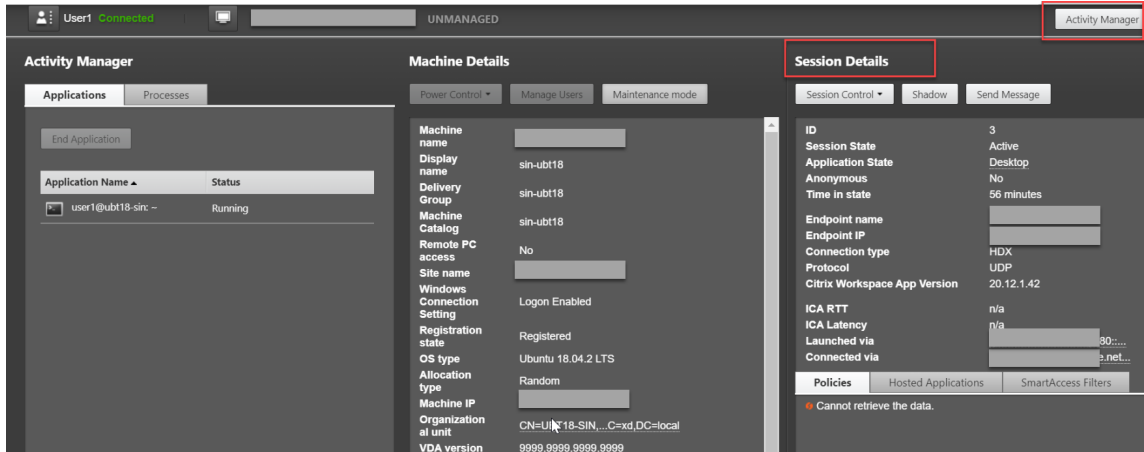 User1 Connected
UNMANAGED
Activity Manager
Activity Manager
Applications
Processes
End Application
Application Name
Status
user1@ubt18-sin: ~
Running
Machine Details
Power Control
Manage Users
Maintenance mode
Machine name
Display name
sin-ubt18
Delivery Group
sin-ubt18
Machine Catalog
sin-ubt18
Remote PC access
No
Site name
Windows Connection Setting
Logon Enabled
Registration state
Registered
OS type
Ubuntu 18.04.2 LTS
Allocation type
Random
Machine IP
Organizational unit
CN=UBT18-SIN,...C=xd,DC=local
VDA version
9999.9999.9999.9999
Session Details
Session Control
Shadow
Send Message
ID
3
Session State
Active
Application State
Desktop
Anonymous
No
Time in state
56 minutes
Endpoint name
Endpoint IP
Connection type
HDX
Protocol
UDP
Citrix Workspace App Version
20.12.1.42
ICA RTT
n/a
ICA Latency
n/a
Launched via
80::...
Connected via
e.net...
Policies
Hosted Applications
SmartAccess Filters
Cannot retrieve the data.